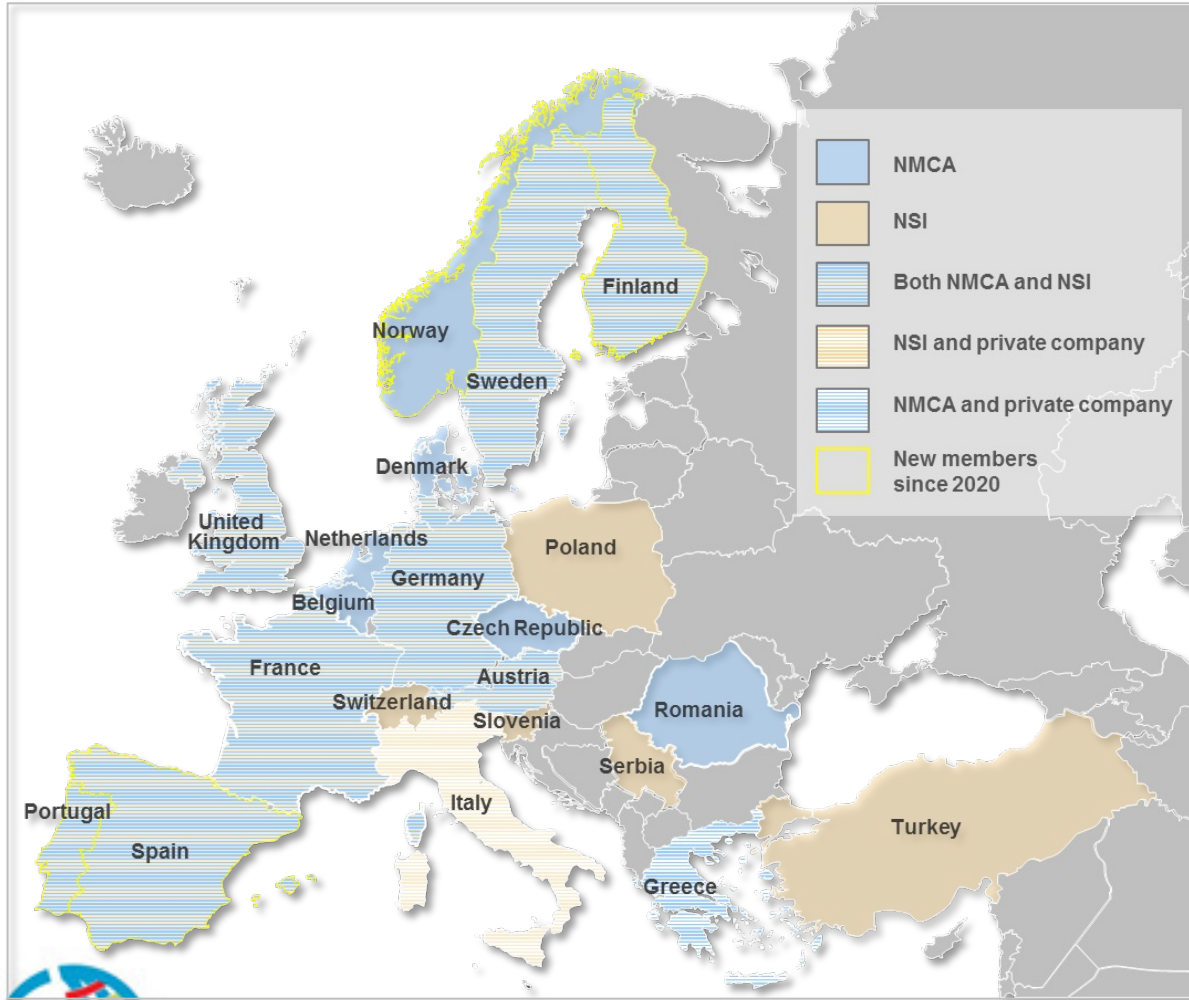 NMCA
NSI
Both NMCA and NSI
NSI and private company
NMCA and private company
New members
since 2020
Finland
Norway
Sweden
Denmark
United
Kingdom
Netherlands
Germany
Poland
Belgium
Czech Republic
France
Austria
Switzerland
Slovenia
Romania
Serbia
Italy
Portugal
Spain
Turkey
Greece